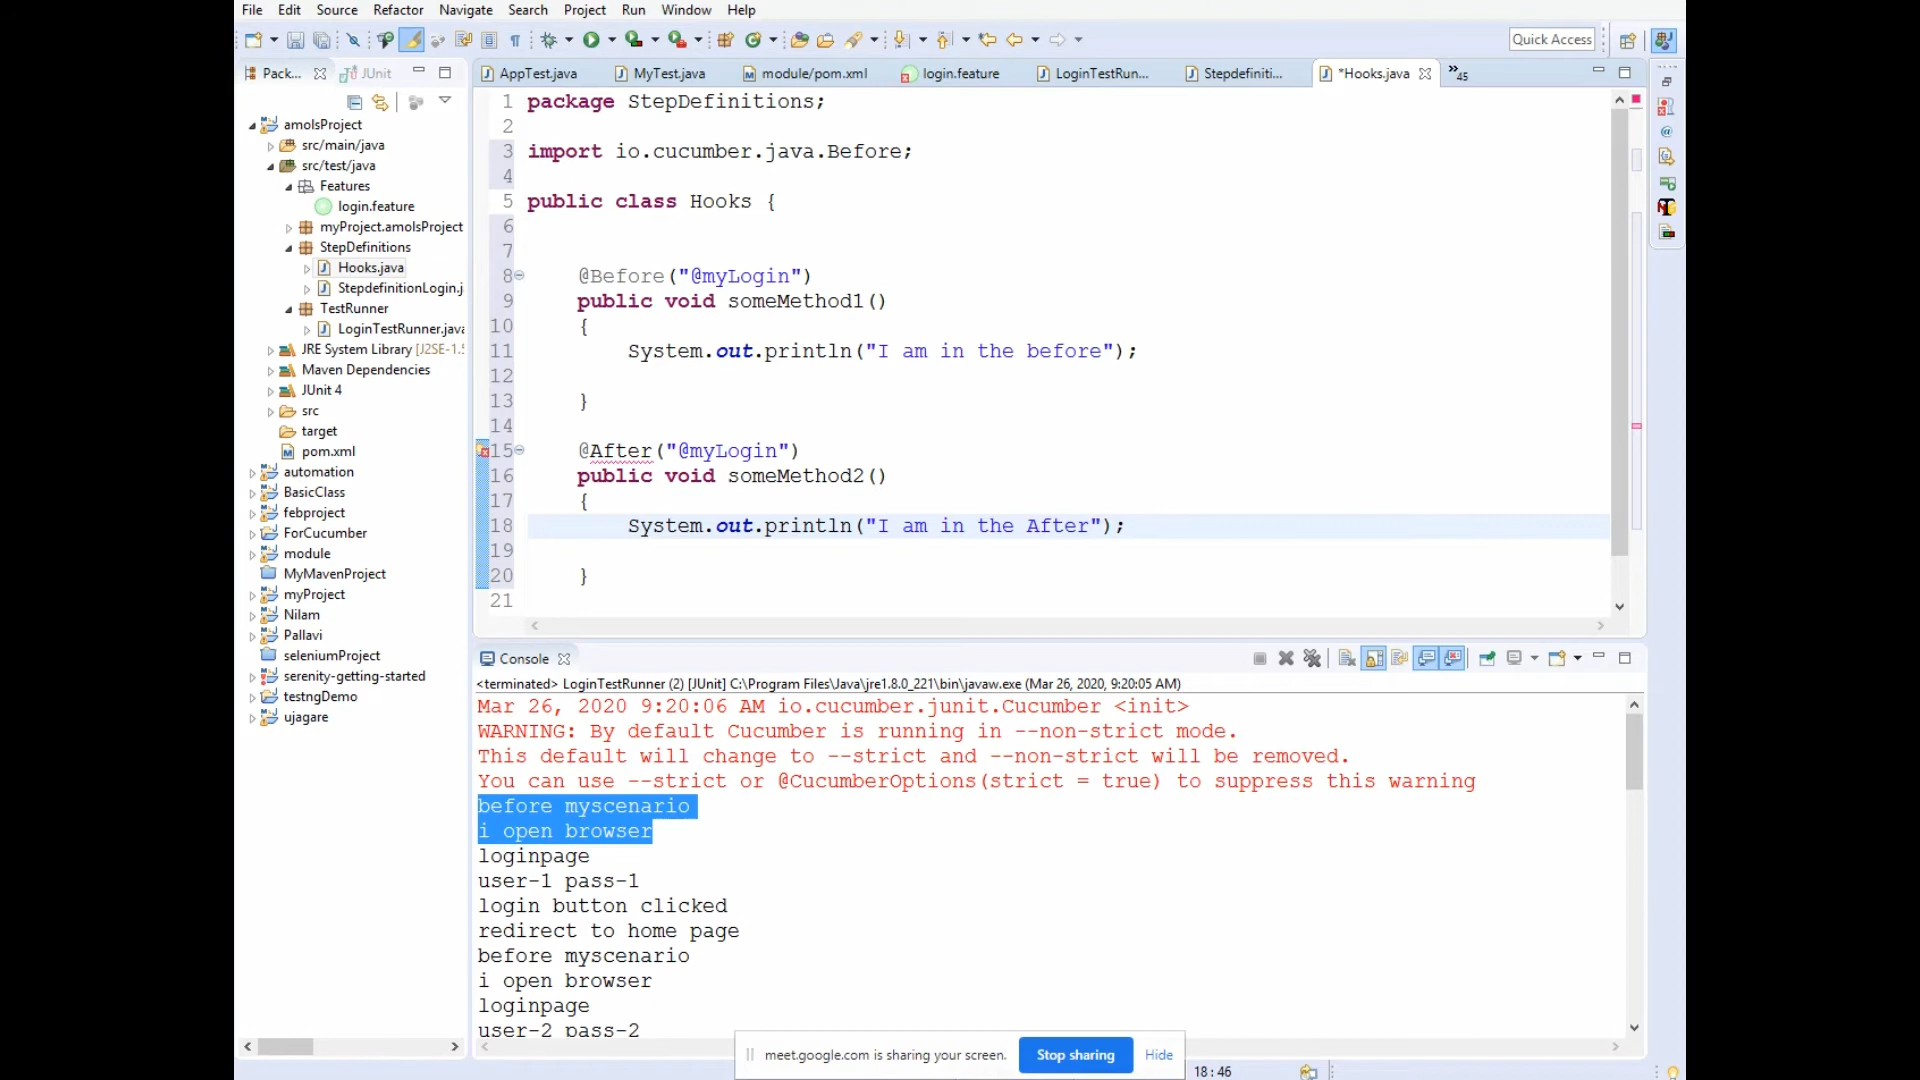 File Edit Source Refactor Navigate Search Project Run Window Help
Quick Access
Pack... JUnit
AppTest.java MyTest.java module/pom.xml login.feature LoginTestRun... Stepdefiniti... *Hooks.java »45
amolsProject
src/main/java
src/test/java
Features
login.feature
myProject.amolsProject
StepDefinitions
Hooks.java
StepdefinitionLogin.j
TestRunner
LoginTestRunner.java
JRE System Library [J2SE-1.5
Maven Dependencies
JUnit 4
src
target
pom.xml
automation
BasicClass
febproject
ForCucumber
module
MyMavenProject
myProject
Nilam
Pallavi
seleniumProject
serenity-getting-started
testngDemo
ujagare
1 package StepDefinitions;
2
3 import io.cucumber.java.Before;
4
5 public class Hooks {
6
7
8 @Before("@myLogin")
9 public void someMethod1()
10 {
11 System.out.println("I am in the before");
12
13 }
14
15 @After("@myLogin")
16 public void someMethod2()
17 {
18 System.out.println("I am in the After");
19
20 }
21
Console
<terminated> LoginTestRunner (2) [JUnit] C:\Program Files\Java\jre1.8.0_221\bin\javaw.exe (Mar 26, 2020, 9:20:05 AM)
Mar 26, 2020 9:20:06 AM io.cucumber.junit.Cucumber <init>
WARNING: By default Cucumber is running in --non-strict mode.
This default will change to --strict and --non-strict will be removed.
You can use --strict or @CucumberOptions(strict = true) to suppress this warning
before myscenario
i open browser
loginpage
user-1 pass-1
login button clicked
redirect to home page
before myscenario
i open browser
loginpage
user-2 pass-2
meet.google.com is sharing your screen. Stop sharing Hide
18 : 46